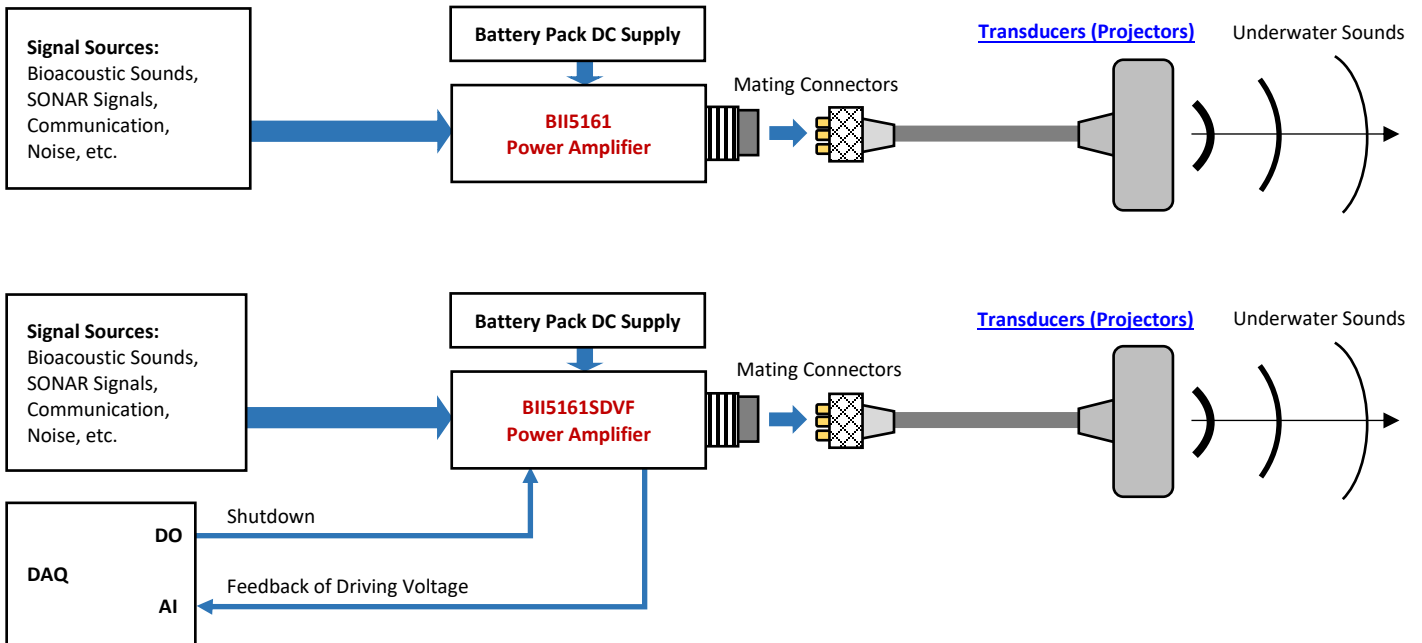 Signal Sources:
Bioacoustic Sounds,
SONAR Signals,
Communication,
Noise, etc.
Battery Pack DC Supply
BII5161
Power Amplifier
Mating Connectors
Transducers (Projectors)
Underwater Sounds
Signal Sources:
Bioacoustic Sounds,
SONAR Signals,
Communication,
Noise, etc.
Battery Pack DC Supply
BII5161SDVF
Power Amplifier
Mating Connectors
Transducers (Projectors)
Underwater Sounds
DAQ
DO
AI
Shutdown
Feedback of Driving Voltage